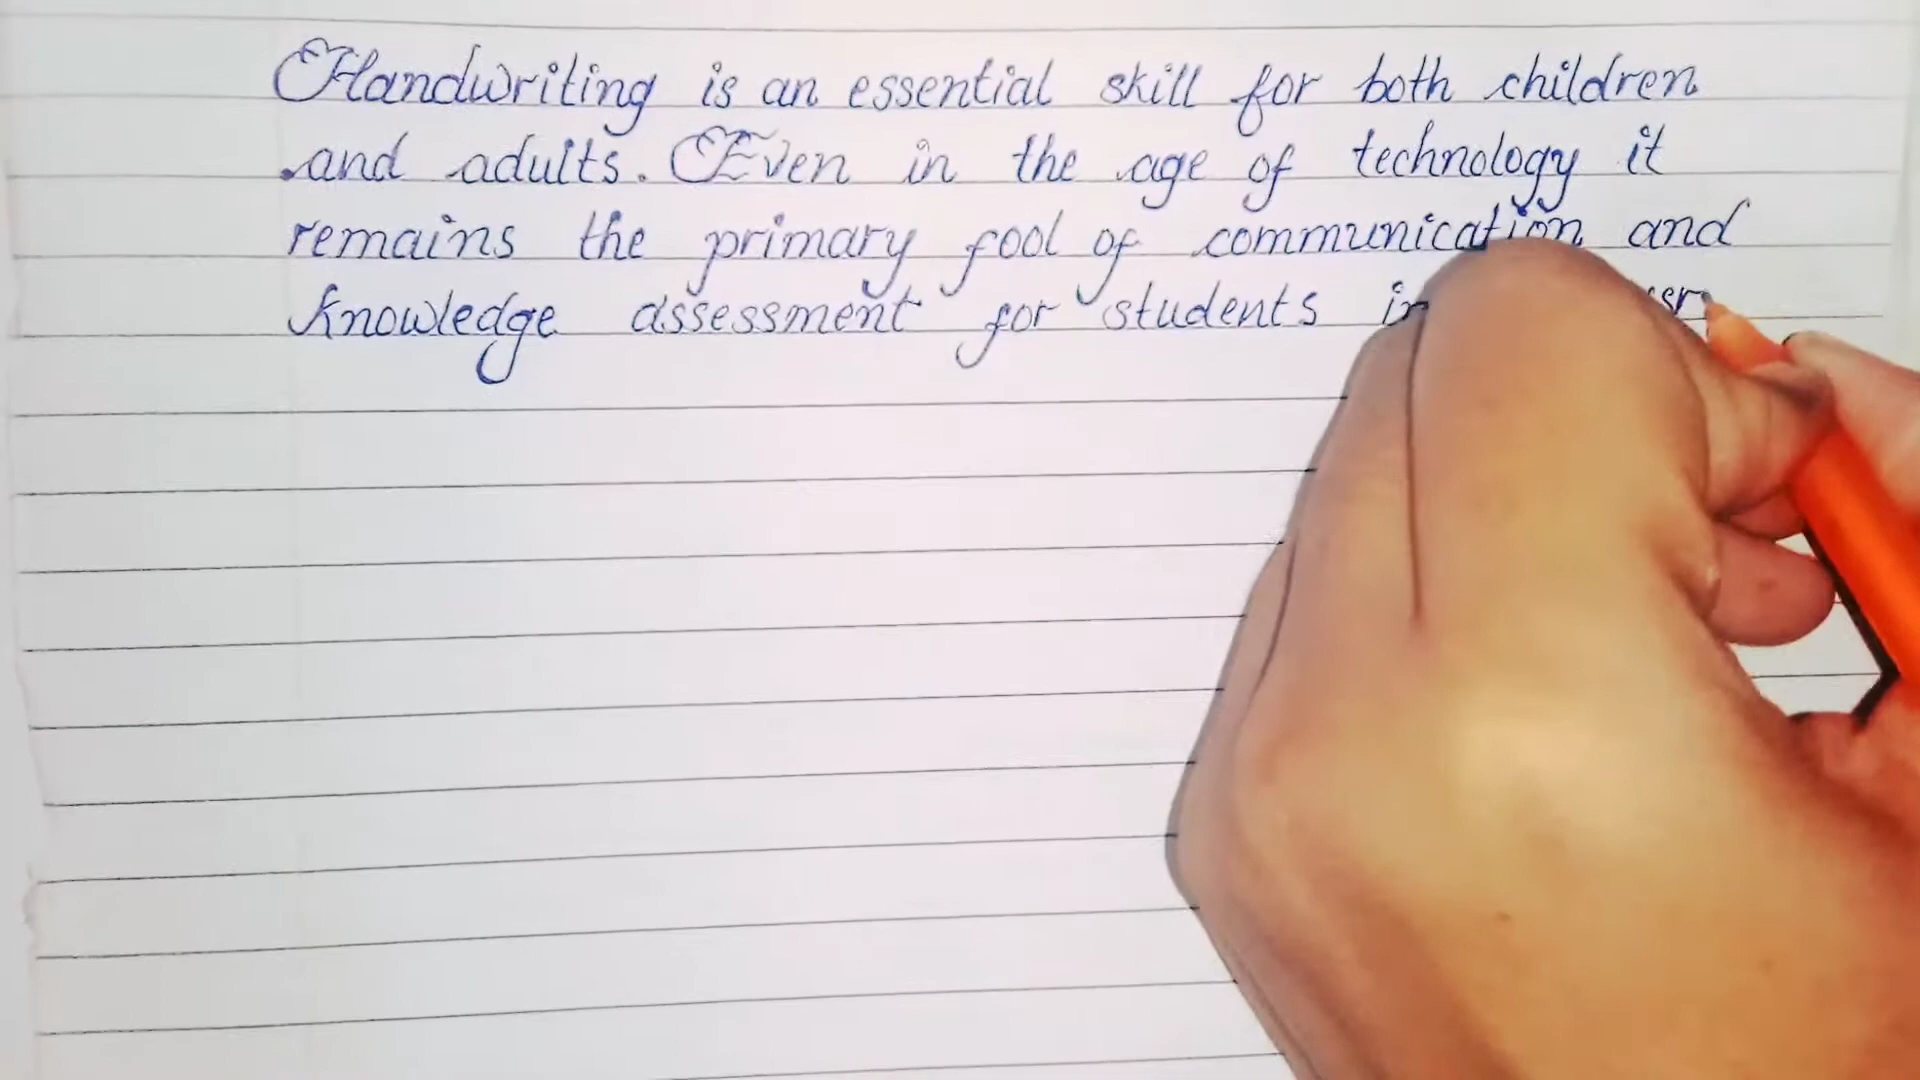 Handwriting is an essential skill for both children
and adults. Even in the age of technology it
remains the primary fool of communication and
knowledge assessment for students in